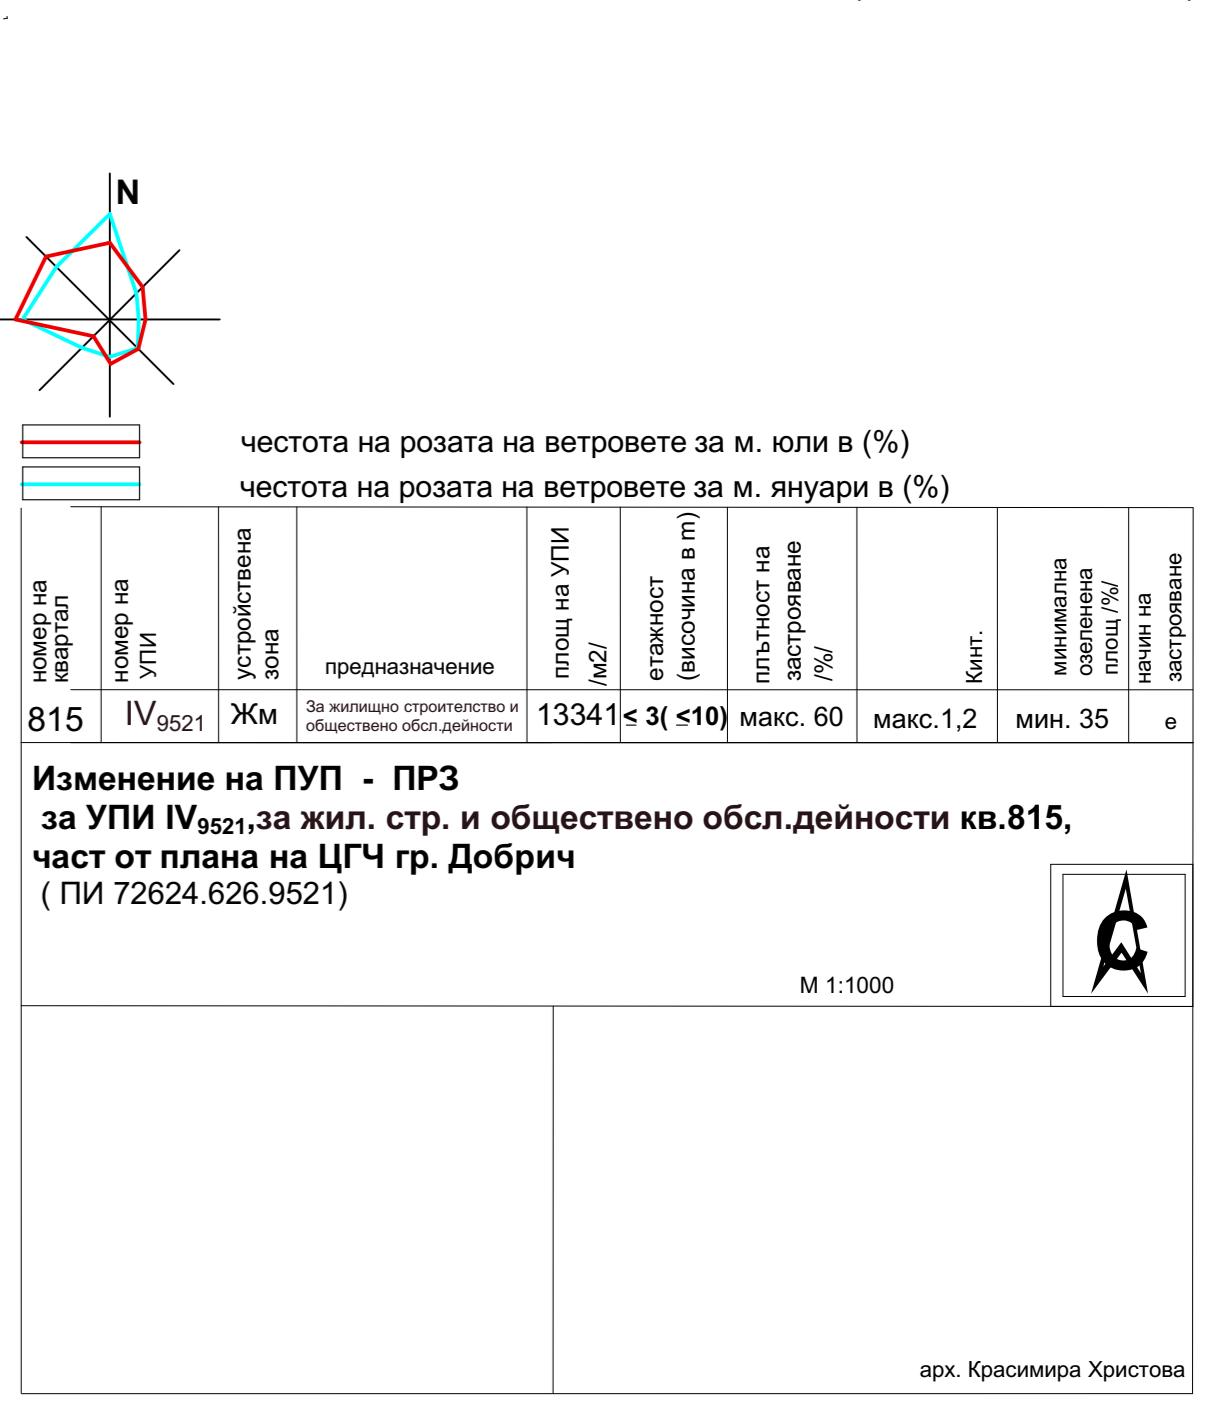 N
честота на розата на ветровете за м. юли в (%)
честота на розата на ветровете за м. януари в (%)
номер на
квартал
номер на
УПИ
устройствена
зона
предназначение
площ на УПИ
/м2/
етажност
(височина в m)
плътност на
застрояване
/%/
Кинт.
минимална
озеленена
площ /%/
начин на
застрояване
815
IV9521
Жм
За жилищно строителство и
обществено обсл.дейности
13341
≤ 3( ≤10)
макс. 60
макс.1,2
мин. 35
е
Изменение на ПУП - ПРЗ
за УПИ IV9521,за жил. стр. и обществено обсл.дейности кв.815,
част от плана на ЦГЧ гр. Добрич
( ПИ 72624.626.9521)
М 1:1000
арх. Красимира Христова